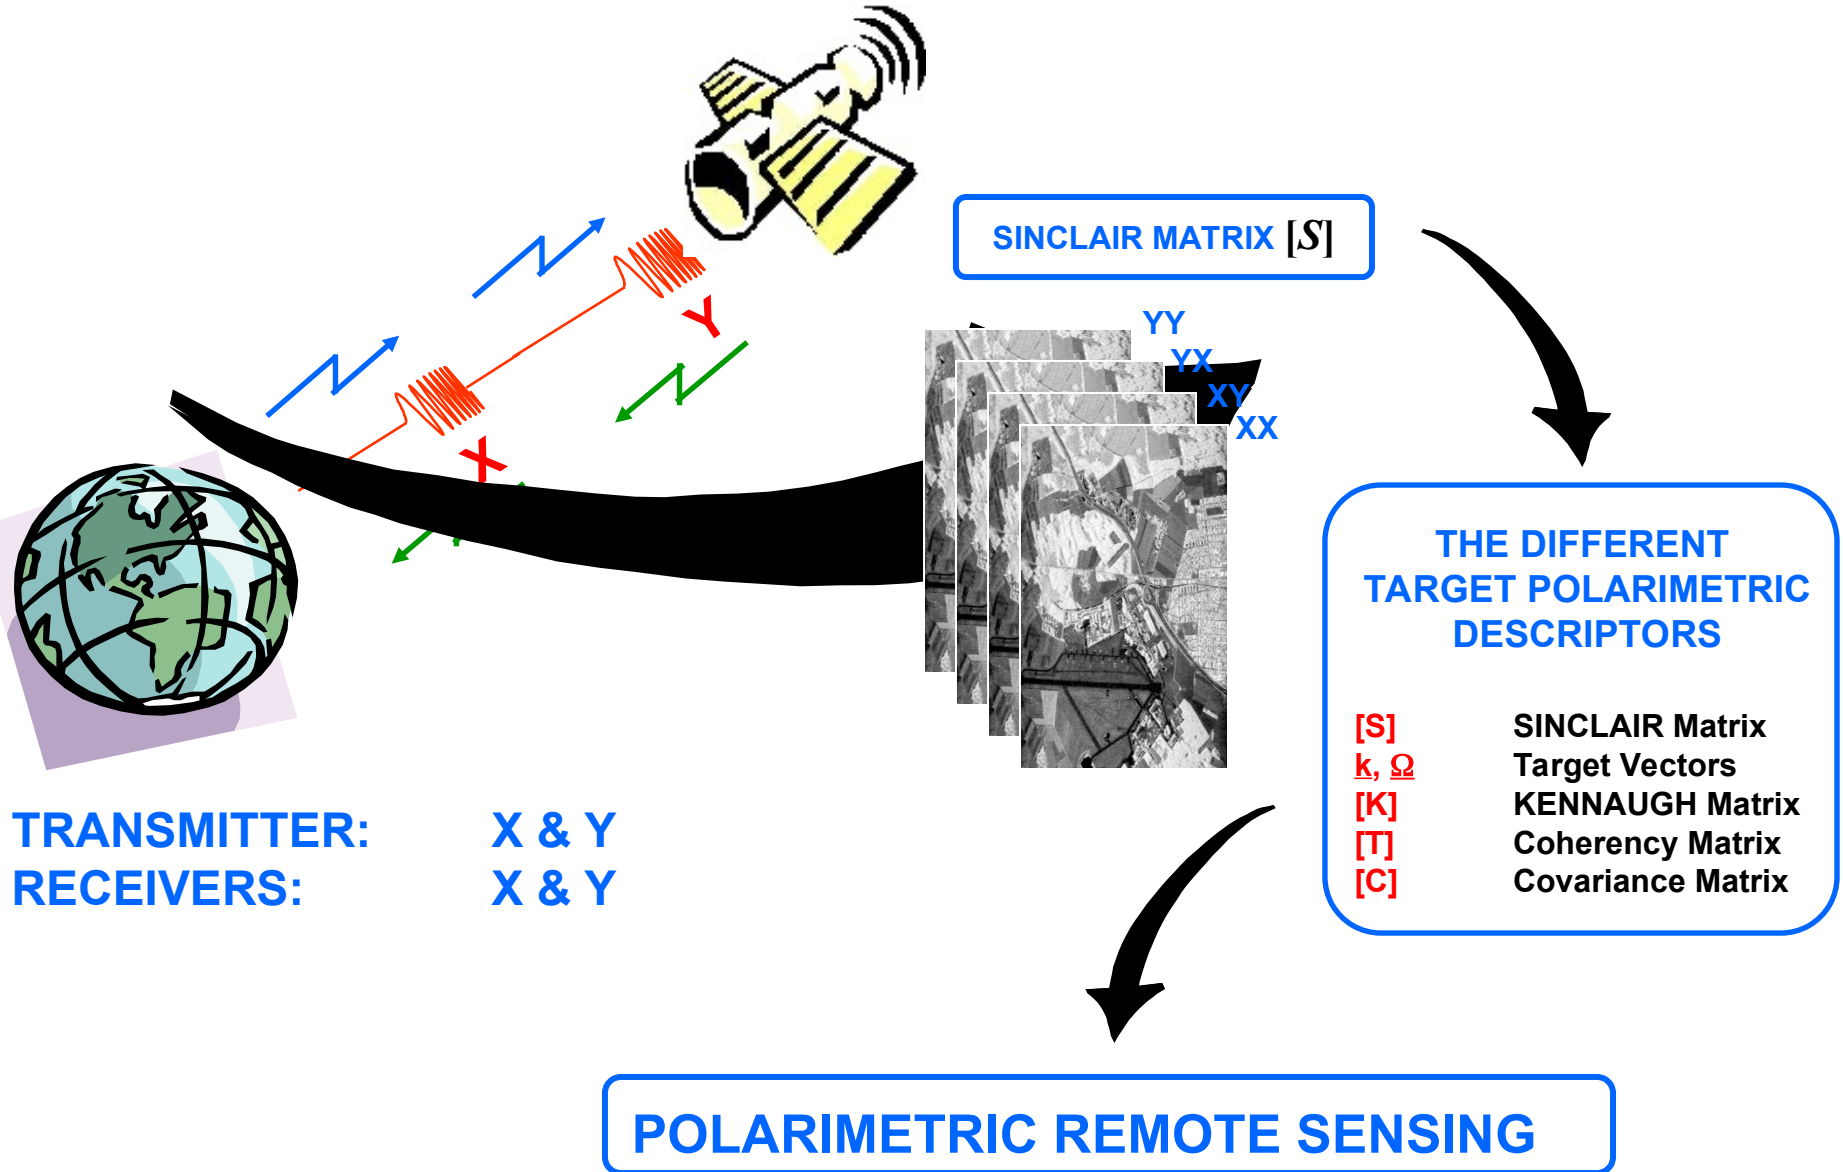 SINCLAIR MATRIX [S]
Y
X
YY
YX
XY
XX
THE DIFFERENT
TARGET POLARIMETRIC
DESCRIPTORS
[S] SINCLAIR Matrix
k, Ω Target Vectors
[K] KENNAUGH Matrix
[T] Coherency Matrix
[C] Covariance Matrix
TRANSMITTER: X & Y
RECEIVERS: X & Y
POLARIMETRIC REMOTE SENSING